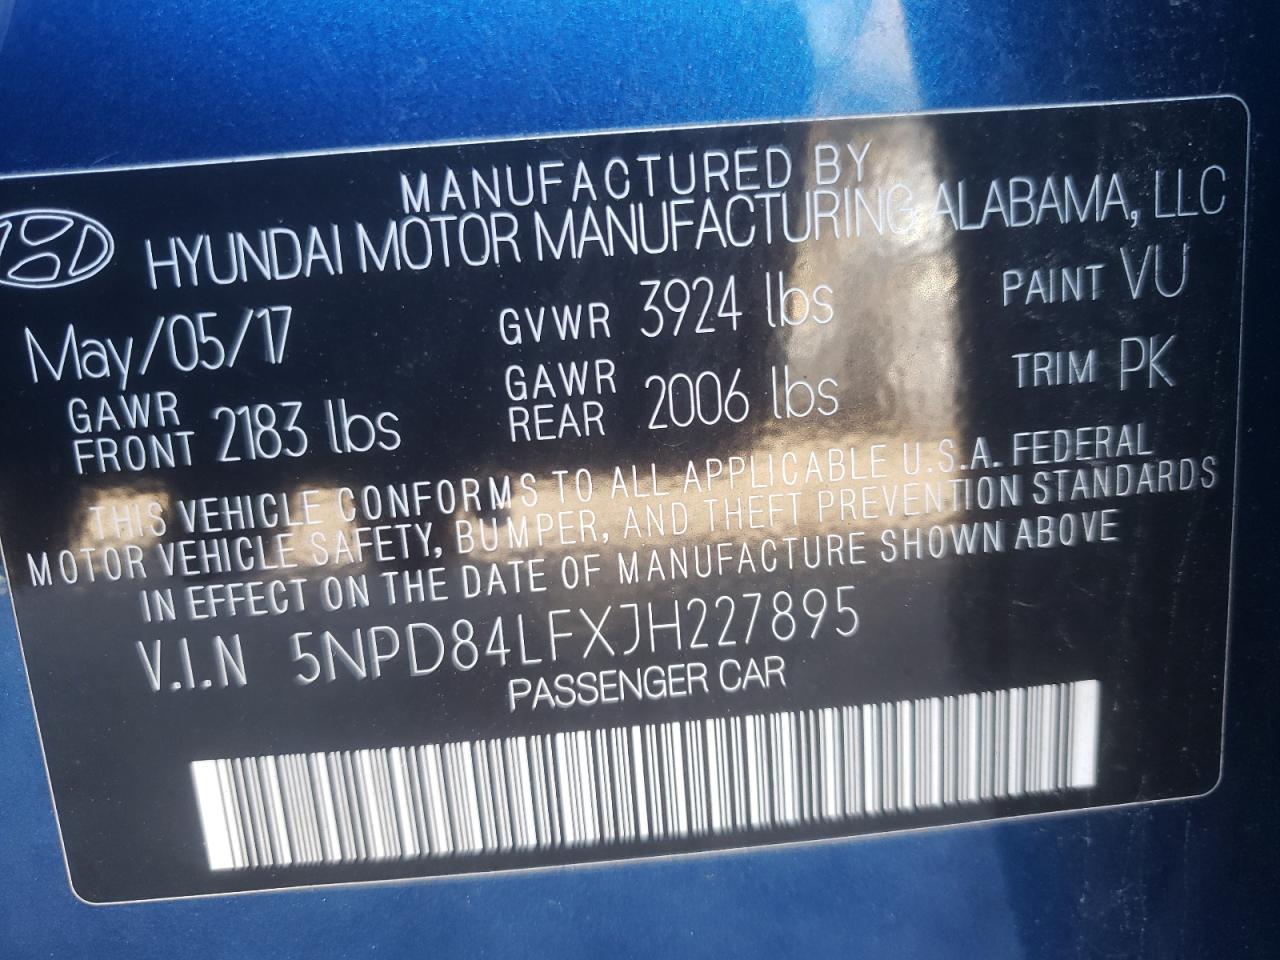 MANUFACTURED BY
HYUNDAI MOTOR MANUFACTURING ALABAMA, LLC
May/05/17 GVWR 3924 lbs PAINT VU
GAWR FRONT 2183 lbs GAWR REAR 2006 lbs TRIM PK
THIS VEHICLE CONFORMS TO ALL APPLICABLE U.S.A. FEDERAL
MOTOR VEHICLE SAFETY, BUMPER, AND THEFT PREVENTION STANDARDS
IN EFFECT ON THE DATE OF MANUFACTURE SHOWN ABOVE
V.I.N 5NPD84LFXJH227895
PASSENGER CAR